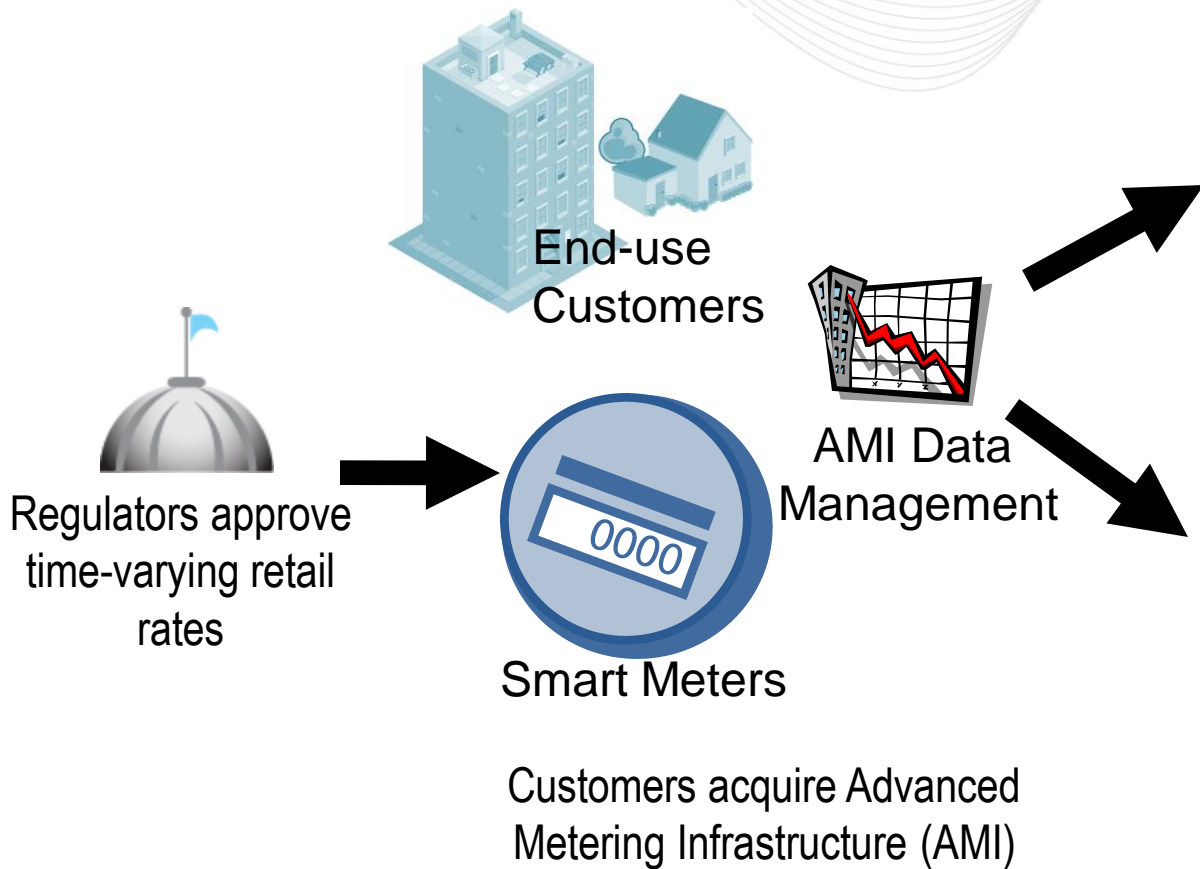 End-use
Customers
Regulators approve
time-varying retail
rates
0000
Smart Meters
X Y Z
AMI Data
Management
Customers acquire Advanced
Metering Infrastructure (AMI)